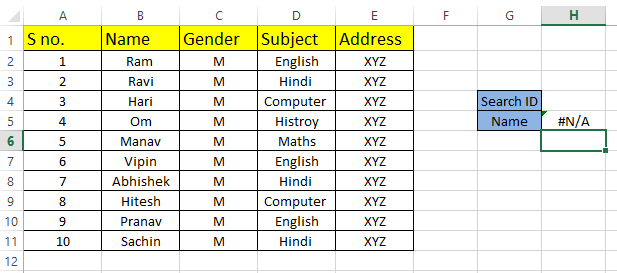 A B C D E F G H
1 S no. Name Gender Subject Address
2 1 Ram M English XYZ
3 2 Ravi M Hindi XYZ
4 3 Hari M Computer XYZ Search ID
5 4 Om M Histroy XYZ Name #N/A
6 5 Manav M Maths XYZ
7 6 Vipin M English XYZ
8 7 Abhishek M Hindi XYZ
9 8 Hitesh M Computer XYZ
10 9 Pranav M English XYZ
11 10 Sachin M Hindi XYZ
12